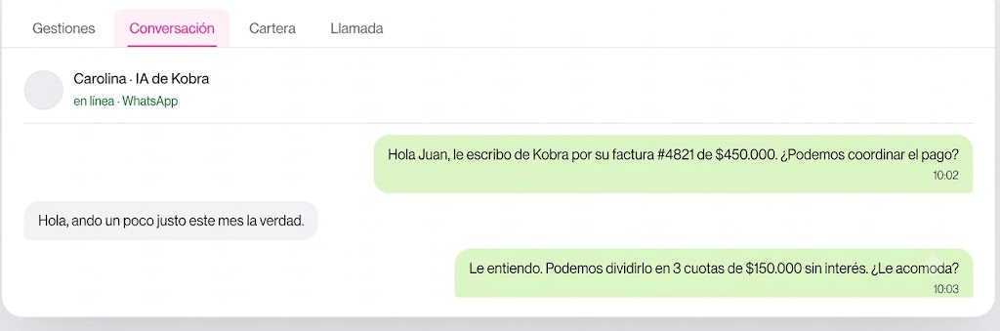 Gestiones Conversación Cartera Llamada
Carolina · IA de Kobra
en línea · WhatsApp
Hola Juan, le escribo de Kobra por su factura #4821 de $450.000. ¿Podemos coordinar el pago?
10:02
Hola, ando un poco justo este mes la verdad.
Le entiendo. Podemos dividirlo en 3 cuotas de $150.000 sin interés. ¿Le acomoda?
10:03